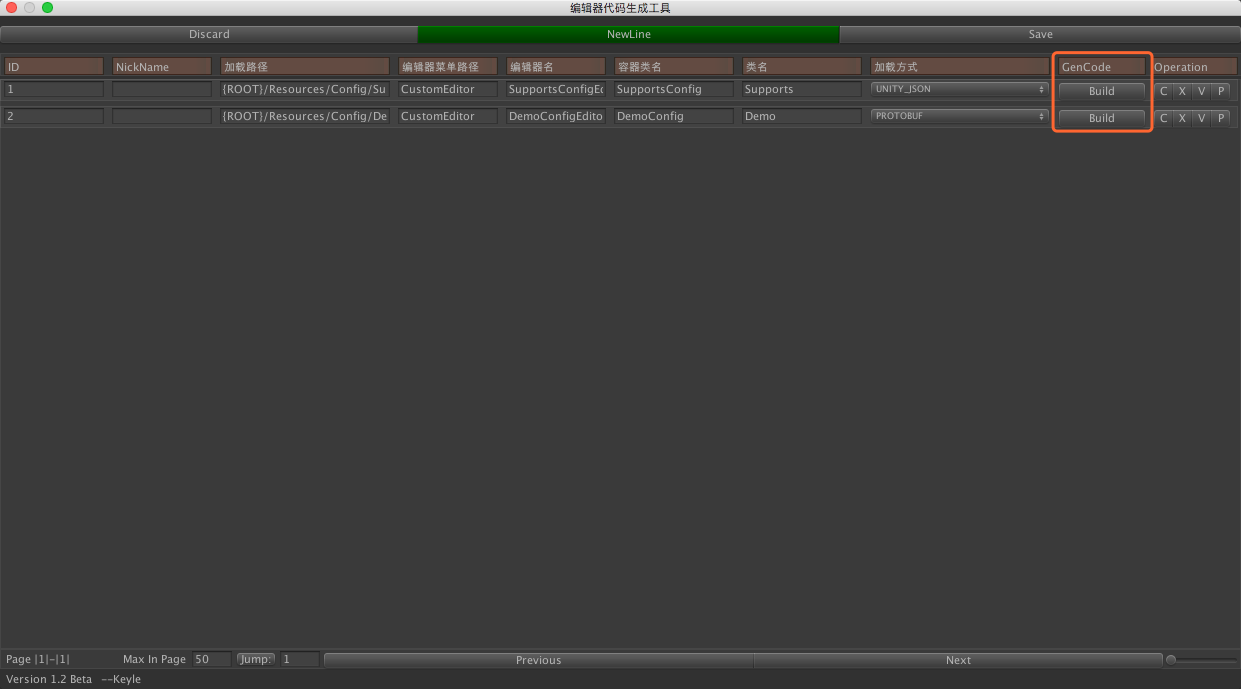 编辑器代码生成工具
Discard NewLine Save
ID NickName 加载路径 编辑器菜单路径 编辑器名 容器类名 类名 加载方式 GenCode Operation
1 {ROOT}/Resources/Config/Su CustomEditor SupportsConfigEd SupportsConfig Supports UNITY_JSON Build C X V P
2 {ROOT}/Resources/Config/De CustomEditor DemoConfigEdito DemoConfig Demo PROTOBUF Build C X V P
Page |1|-|1| Max In Page 50 Jump: 1 Previous Next
Version 1.2 Beta --Keyle